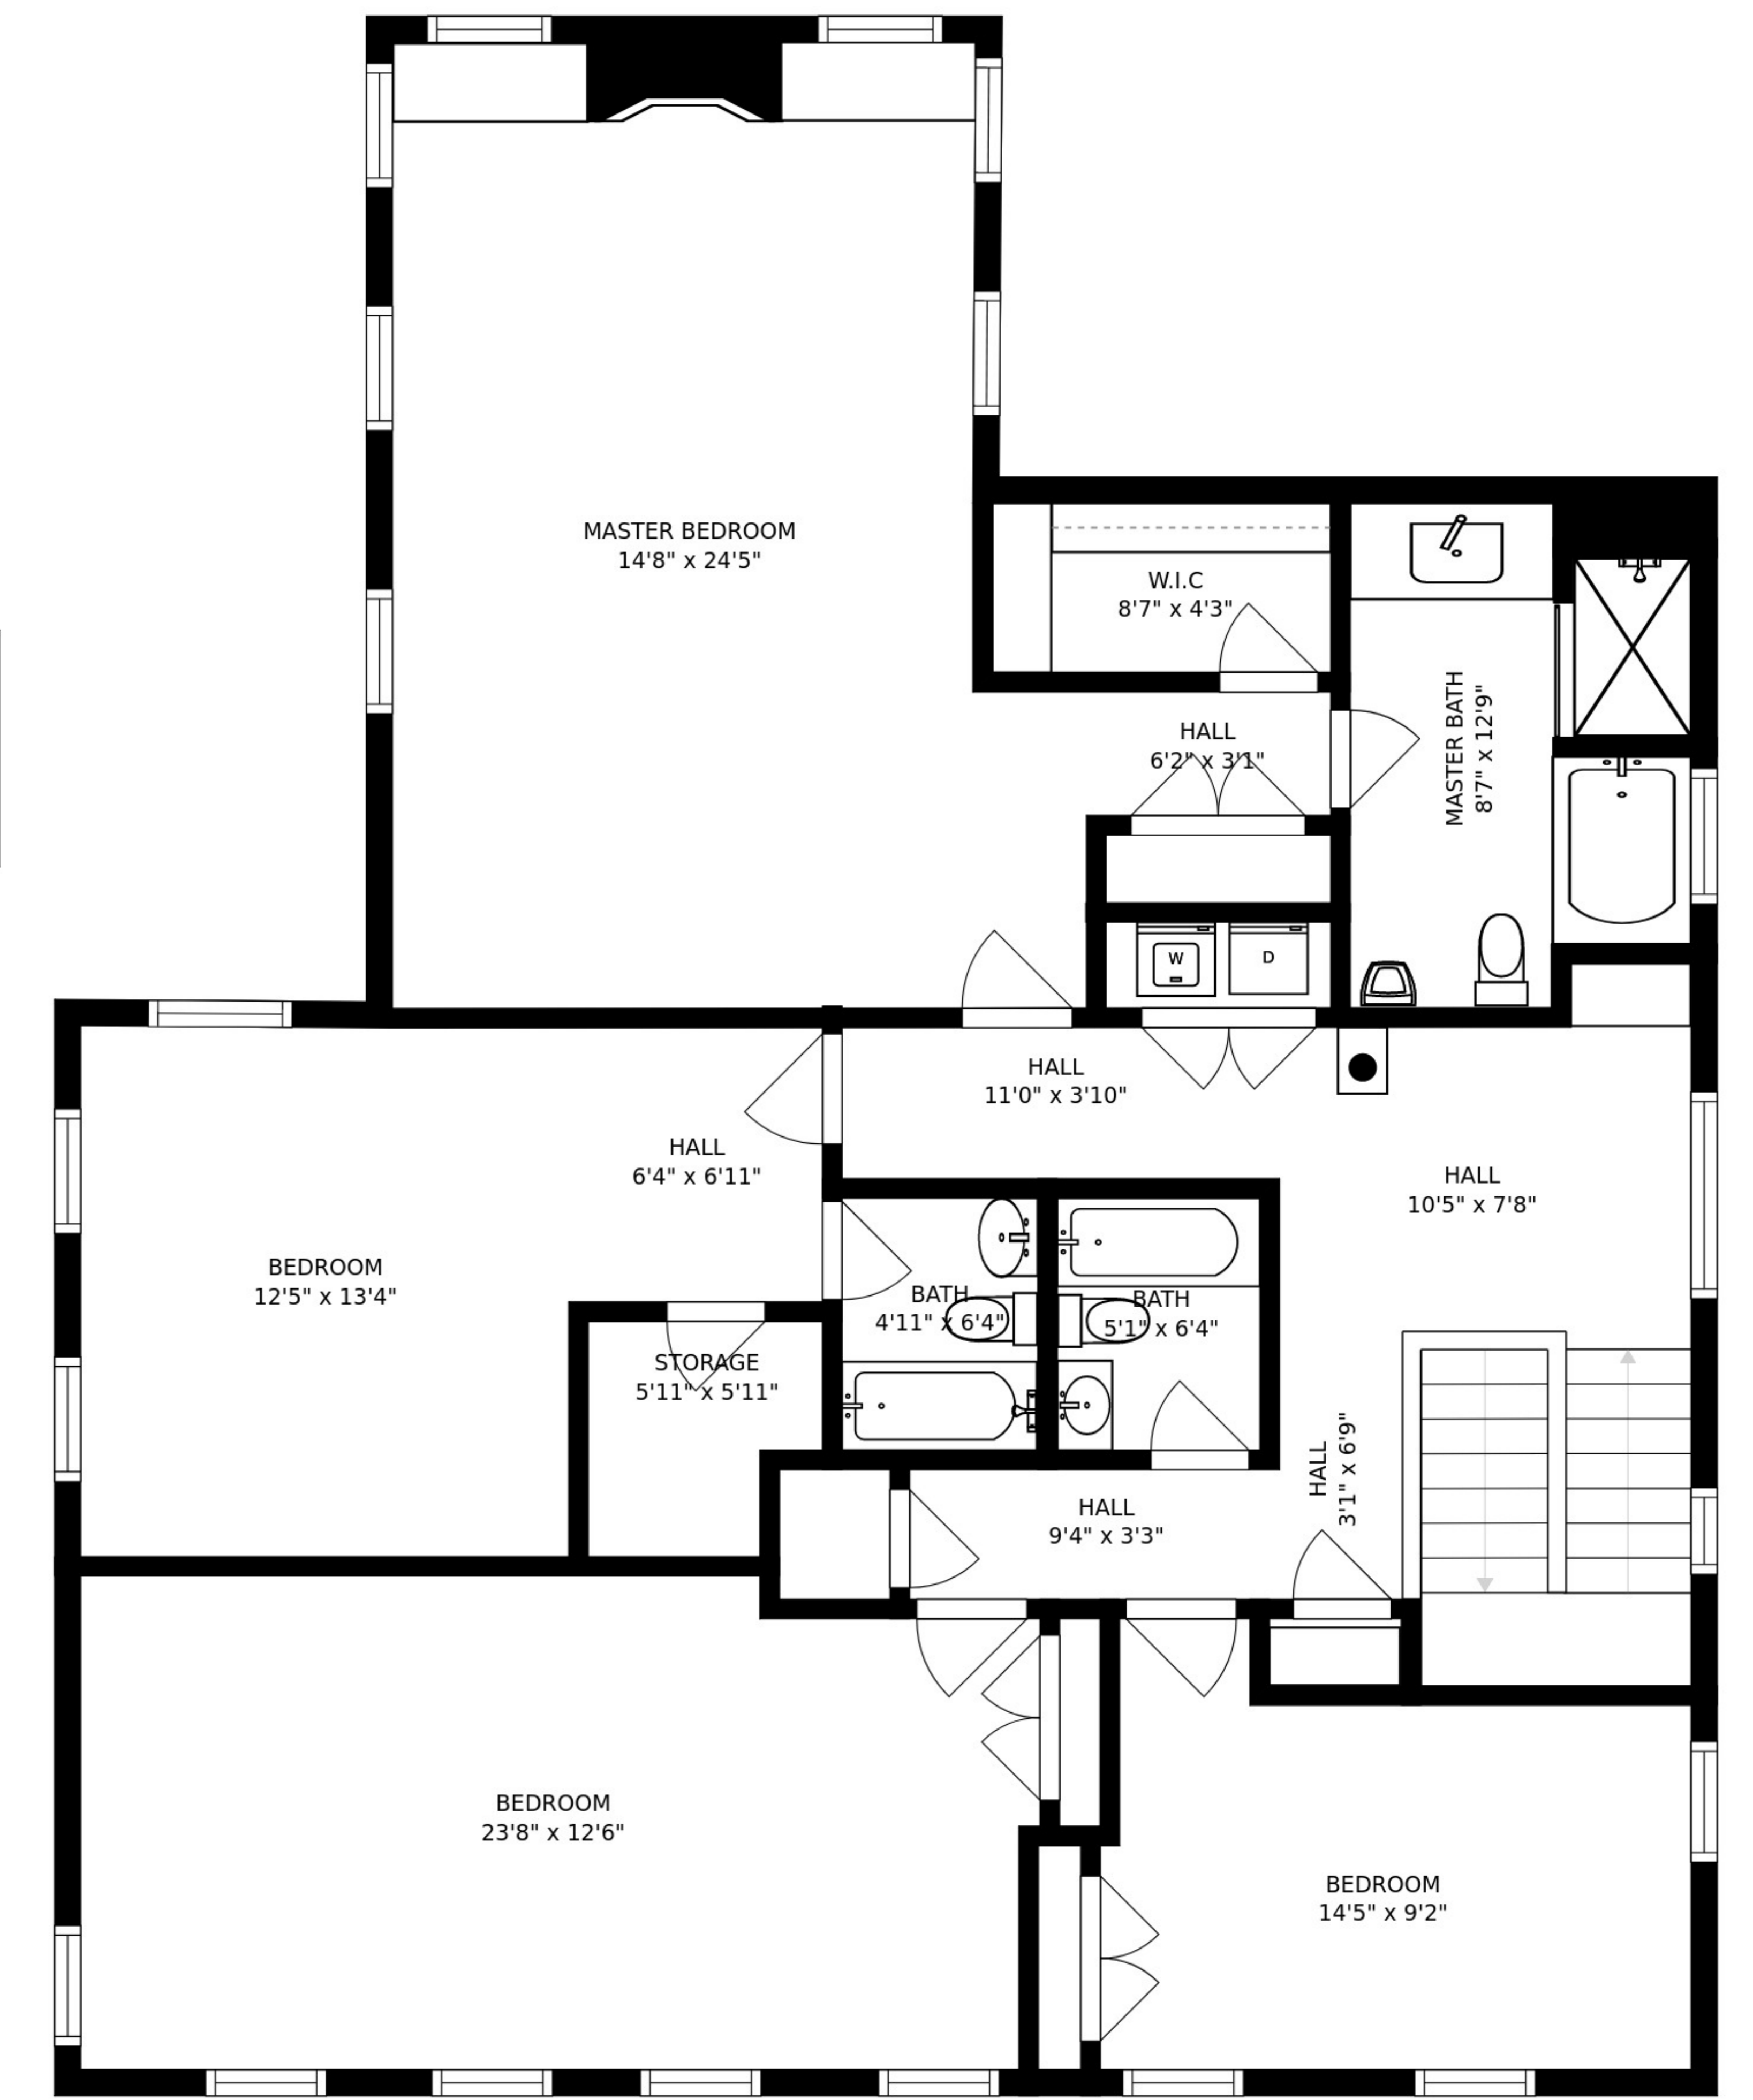 MASTER BEDROOM
14'8" x 24'5"
W.I.C
8'7" x 4'3"
HALL
6'2" x 3'1"
MASTER BATH
8'7" x 12'9"
W
D
HALL
11'0" x 3'10"
HALL
6'4" x 6'11"
HALL
10'5" x 7'8"
BEDROOM
12'5" x 13'4"
BATH
4'11" x 6'4"
BATH
5'1" x 6'4"
STORAGE
5'11" x 5'11"
HALL
3'1" x 6'9"
HALL
9'4" x 3'3"
BEDROOM
23'8" x 12'6"
BEDROOM
14'5" x 9'2"